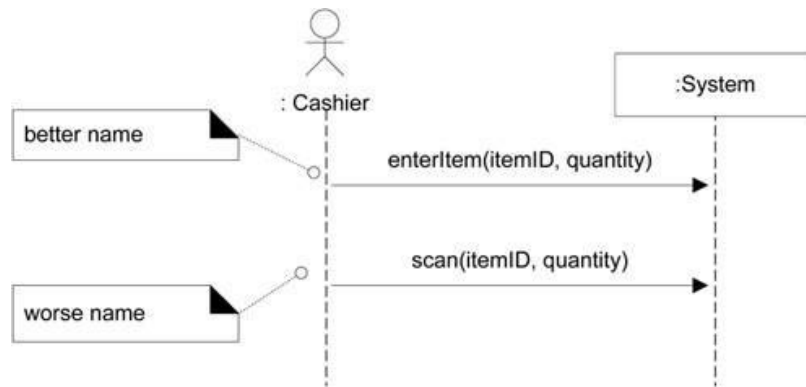 : Cashier
:System
better name
enterItem(itemID, quantity)
scan(itemID, quantity)
worse name